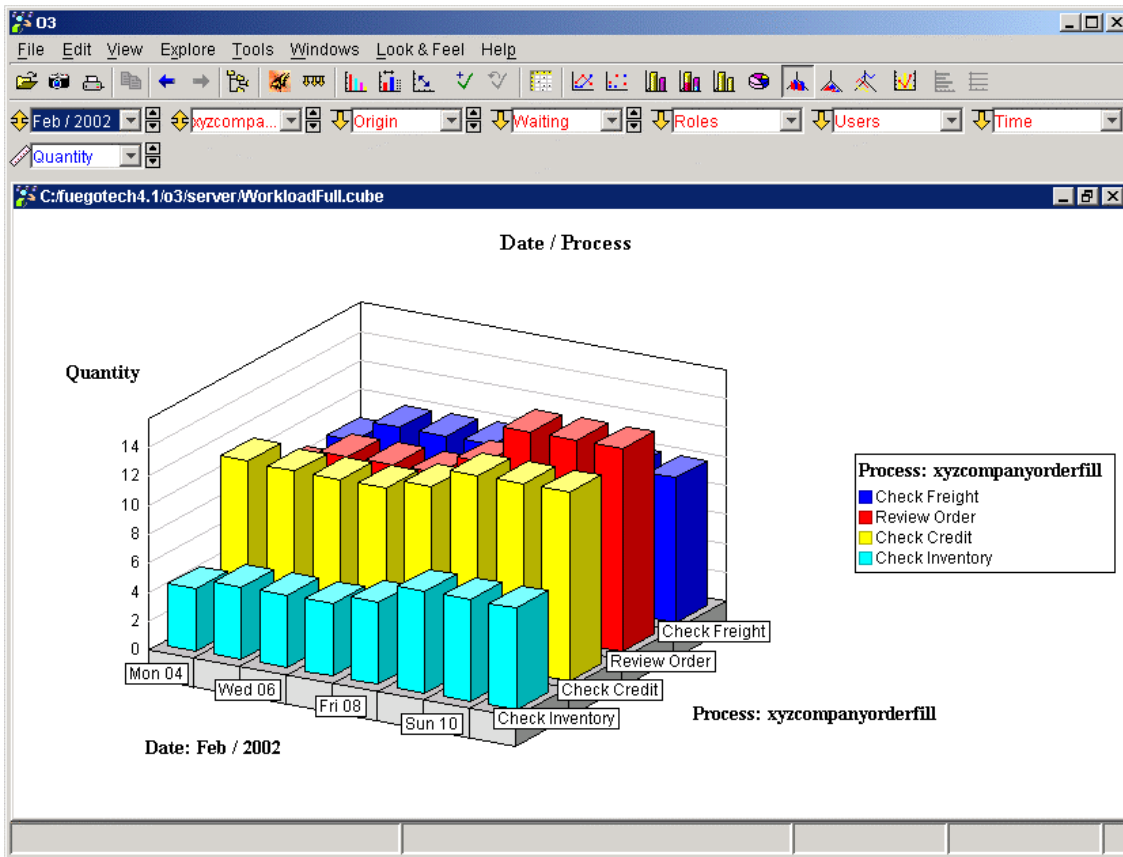 O3
File Edit View Explore Tools Windows Look & Feel Help
Feb / 2002 xyzcompa... Origin Waiting Roles Users Time
Quantity
C:/fuegotech4.1/o3/server/WorkloadFull.cube
Date / Process
Quantity
14
12
10
8
6
4
2
0
Process: xyzcompanyorderfill
Check Freight
Review Order
Check Credit
Check Inventory
Mon 04
Wed 06
Fri 08
Sun 10
Check Freight
Review Order
Check Credit
Check Inventory
Process: xyzcompanyorderfill
Date: Feb / 2002